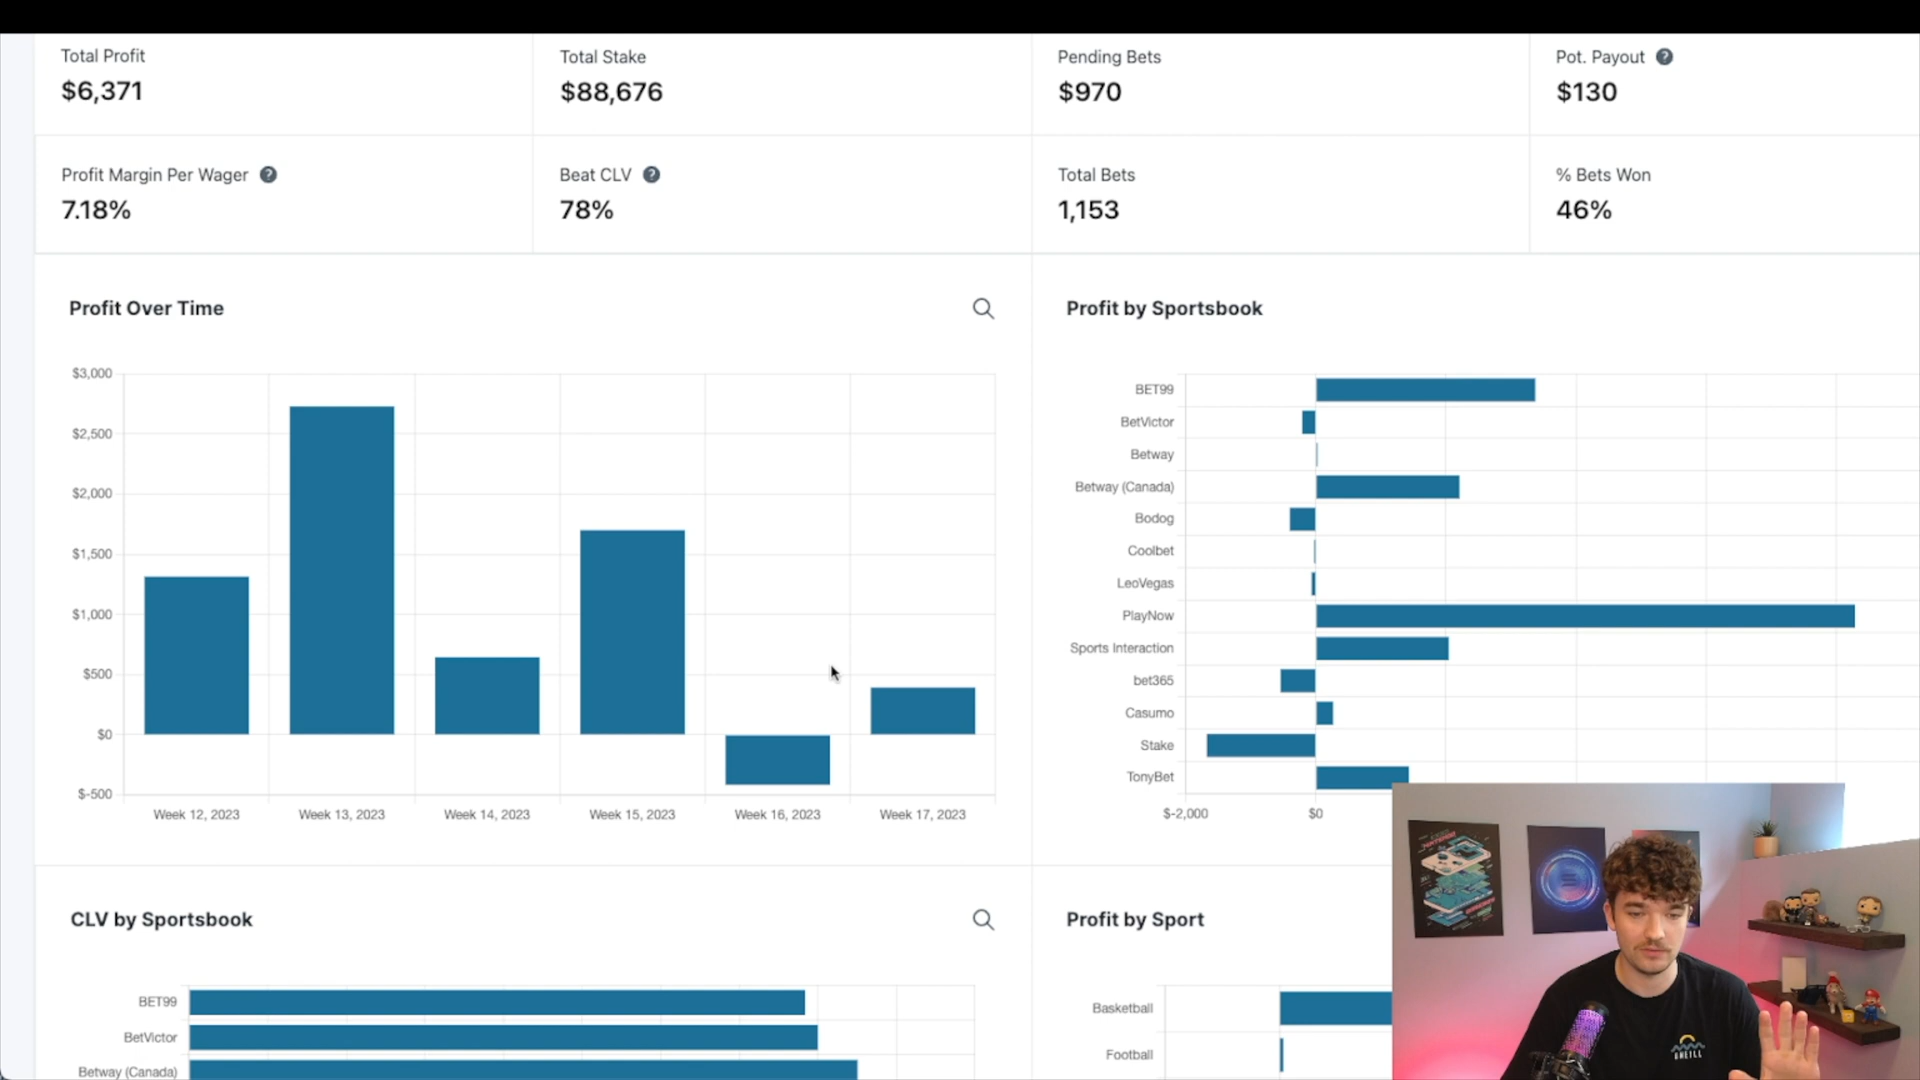 Total Profit
$6,371
Total Stake
$88,676
Pending Bets
$970
Pot. Payout ?
$130
Profit Margin Per Wager ?
7.18%
Beat CLV ?
78%
Total Bets
1,153
% Bets Won
46%
Profit Over Time
$3,000
$2,500
$2,000
$1,500
$1,000
$500
$0
$-500
Week 12, 2023
Week 13, 2023
Week 14, 2023
Week 15, 2023
Week 16, 2023
Week 17, 2023
Profit by Sportsbook
BET99
BetVictor
Betway
Betway (Canada)
Bodog
Coolbet
LeoVegas
PlayNow
Sports Interaction
bet365
Casumo
Stake
TonyBet
$-2,000
$0
CLV by Sportsbook
BET99
BetVictor
Betway (Canada)
Profit by Sport
Basketball
Football
ONEILL